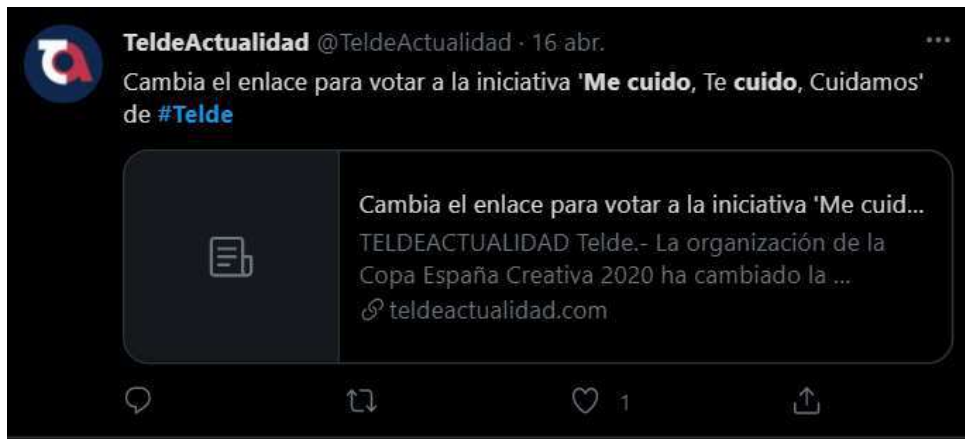 TeldeActualidad @TeldeActualidad · 16 abr.
Cambia el enlace para votar a la iniciativa 'Me cuido, Te cuido, Cuidamos'
de #Telde
Cambia el enlace para votar a la iniciativa 'Me cuid...
TELDEACTUALIDAD Telde.- La organización de la
Copa España Creativa 2020 ha cambiado la ...
teldeactualidad.com
1